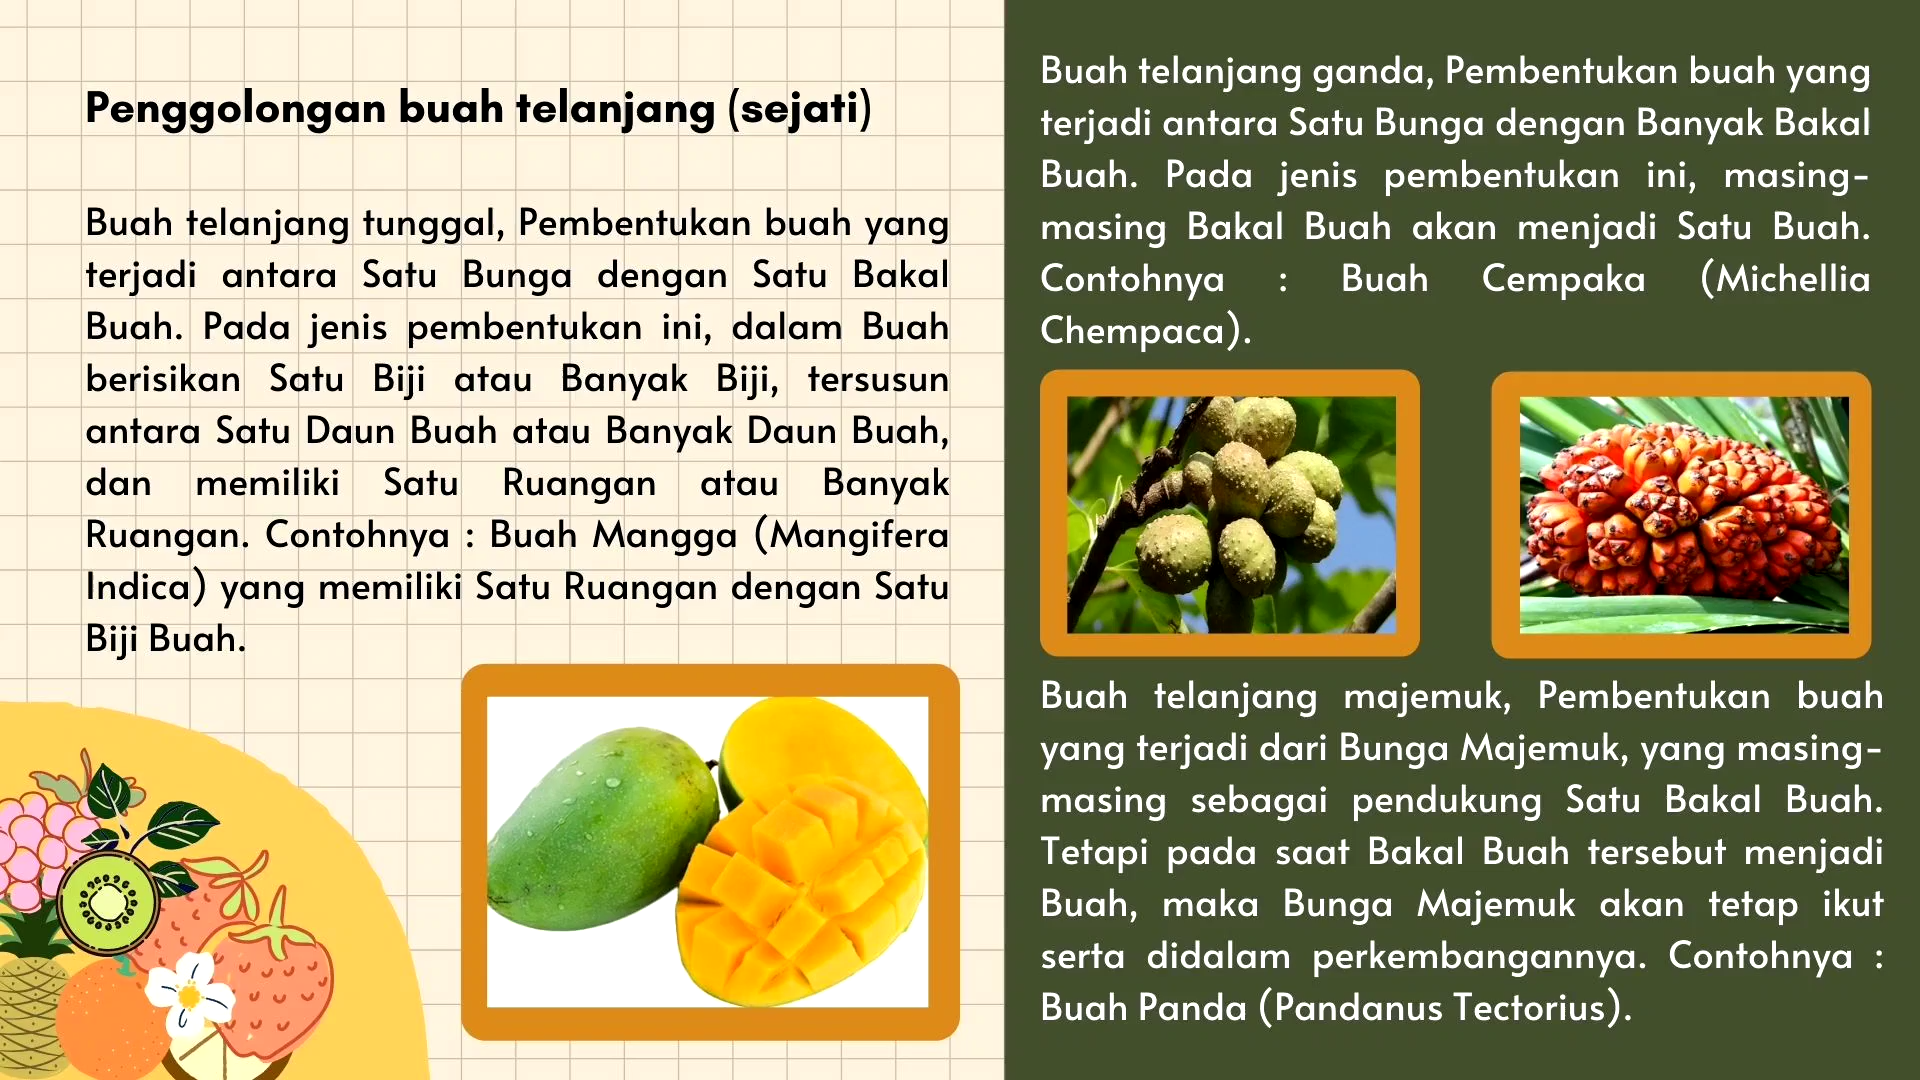 Penggolongan buah telanjang (sejati)
Buah telanjang tunggal, Pembentukan buah yang
terjadi antara Satu Bunga dengan Satu Bakal
Buah. Pada jenis pembentukan ini, dalam Buah
berisikan Satu Biji atau Banyak Biji, tersusun
antara Satu Daun Buah atau Banyak Daun Buah,
dan memiliki Satu Ruangan atau Banyak
Ruangan. Contohnya : Buah Mangga (Mangifera
Indica) yang memiliki Satu Ruangan dengan Satu
Biji Buah.
Buah telanjang ganda, Pembentukan buah yang
terjadi antara Satu Bunga dengan Banyak Bakal
Buah. Pada jenis pembentukan ini, masing-
masing Bakal Buah akan menjadi Satu Buah.
Contohnya : Buah Cempaka (Michellia
Chempaca).
Buah telanjang majemuk, Pembentukan buah
yang terjadi dari Bunga Majemuk, yang masing-
masing sebagai pendukung Satu Bakal Buah.
Tetapi pada saat Bakal Buah tersebut menjadi
Buah, maka Bunga Majemuk akan tetap ikut
serta didalam perkembangannya. Contohnya :
Buah Panda (Pandanus Tectorius).